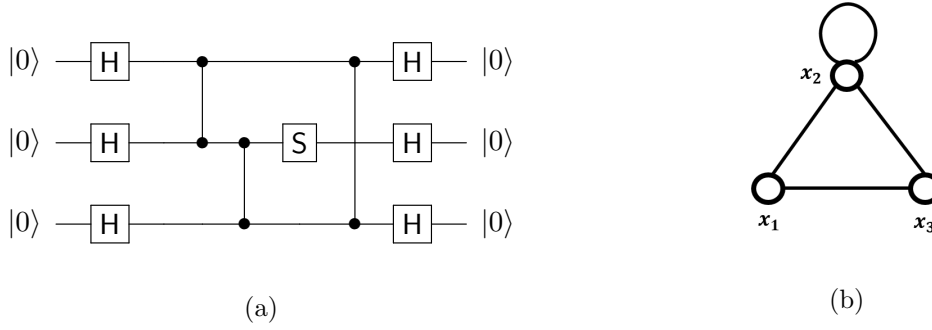 |0⟩ H H |0⟩
x₂
|0⟩ H S H |0⟩
|0⟩ H H |0⟩
x₁ x₃
(a) (b)